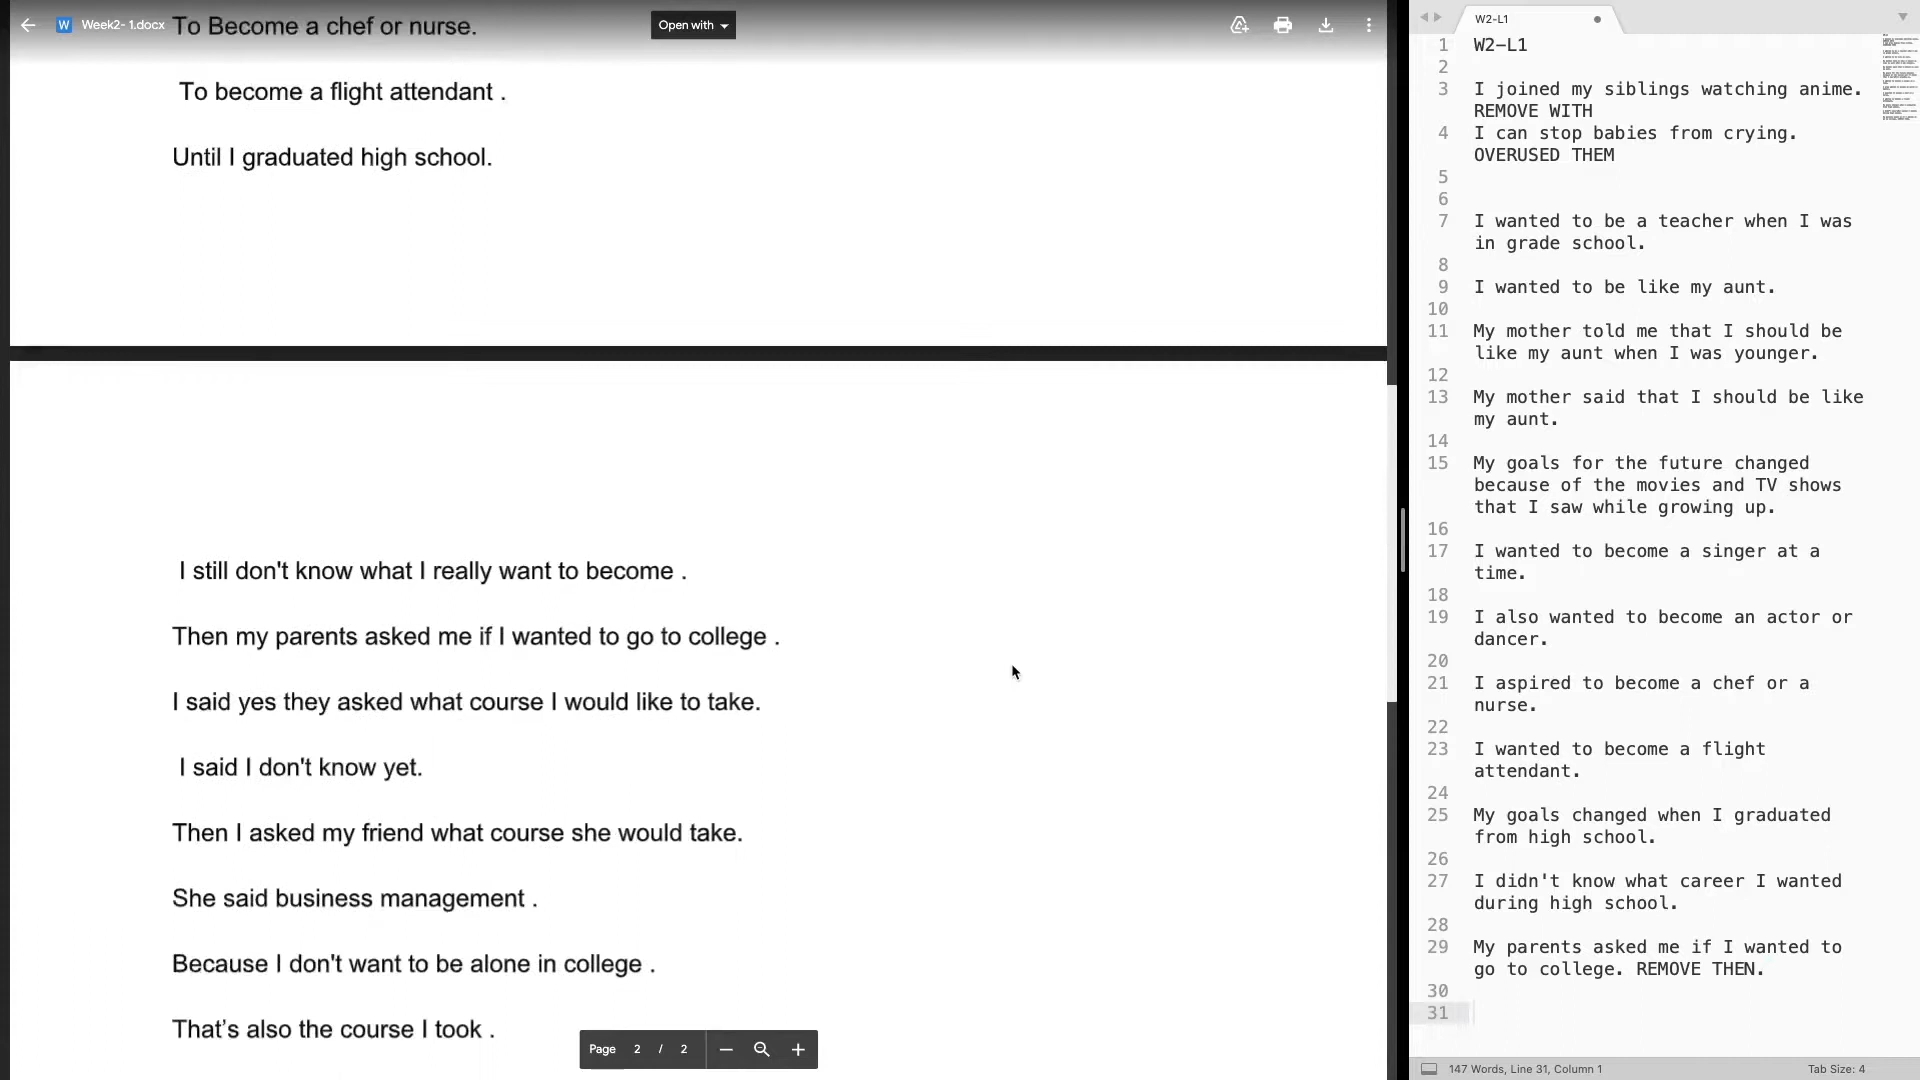 Week2- 1.docx
To Become a chef or nurse.
Open with
To become a flight attendant .
Until I graduated high school.
I still don't know what I really want to become .
Then my parents asked me if I wanted to go to college .
I said yes they asked what course I would like to take.
I said I don't know yet.
Then I asked my friend what course she would take.
She said business management .
Because I don't want to be alone in college .
That's also the course I took .
Page 2 / 2
W2-L1
1 W2-L1
2
3 I joined my siblings watching anime.
REMOVE WITH
4 I can stop babies from crying.
OVERUSED THEM
5
6
7 I wanted to be a teacher when I was
in grade school.
8
9 I wanted to be like my aunt.
10
11 My mother told me that I should be
like my aunt when I was younger.
12
13 My mother said that I should be like
my aunt.
14
15 My goals for the future changed
because of the movies and TV shows
that I saw while growing up.
16
17 I wanted to become a singer at a
time.
18
19 I also wanted to become an actor or
dancer.
20
21 I aspired to become a chef or a
nurse.
22
23 I wanted to become a flight
attendant.
24
25 My goals changed when I graduated
from high school.
26
27 I didn't know what career I wanted
during high school.
28
29 My parents asked me if I wanted to
go to college. REMOVE THEN.
30
31
147 Words, Line 31, Column 1
Tab Size: 4